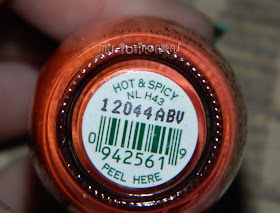 HOT & SPICY
NL H43
12044ABV
0 942561 9
PEEL HERE